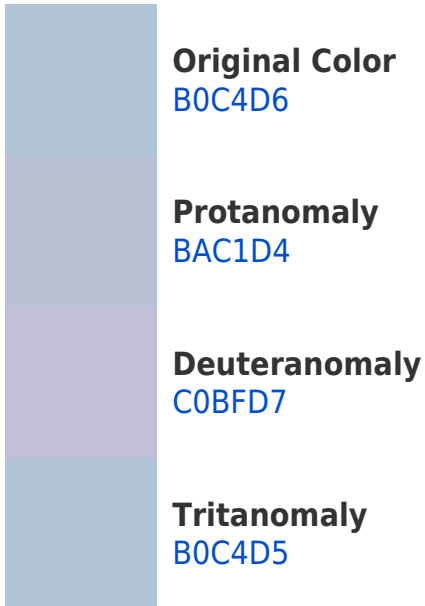 Original Color
B0C4D6
Protanomaly
BAC1D4
Deuteranomaly
C0BFD7
Tritanomaly
B0C4D5